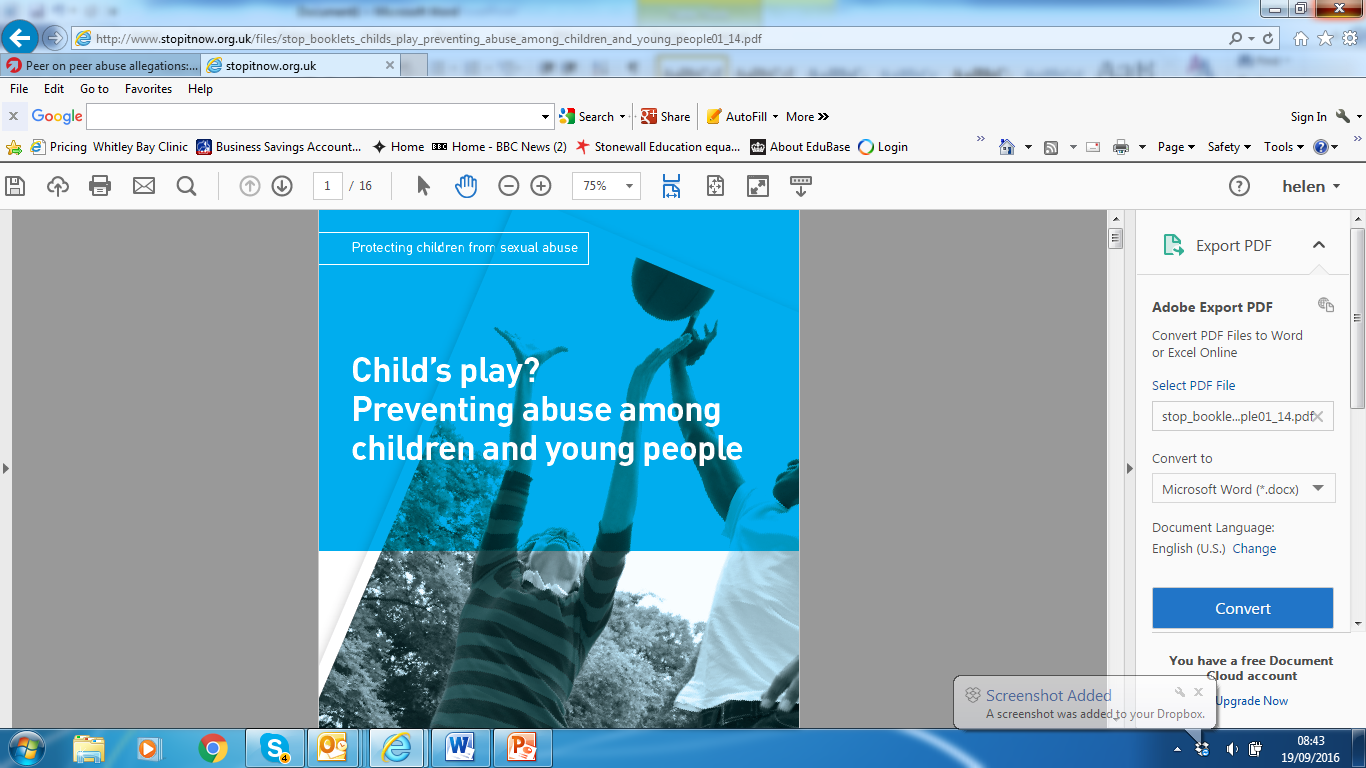 Document1 - Microsoft Word
http://www.stopitnow.org.uk/files/stop_booklets_childs_play_preventing_abuse_among_children_and_young_people01_14.pdf
Peer on peer abuse allegations:...
stopitnow.org.uk
File Edit Go to Favorites Help
x Google Search Share AutoFill More » Sign In
Pricing Whitley Bay Clinic Business Savings Account... Home Home - BBC News (2) Stonewall Education equa... About EduBase Login » Page Safety Tools »
1 / 16 75% helen
Protecting children from sexual abuse
Child's play?
Preventing abuse among
children and young people
Export PDF
Adobe Export PDF
Convert PDF Files to Word
or Excel Online
Select PDF File
stop_bookle...ple01_14.pdf
Convert to
Microsoft Word (*.docx)
Document Language:
English (U.S.) Change
Convert
You have a free Document
Cloud account
Upgrade Now
Screenshot Added
A screenshot was added to your Dropbox.
4
08:43
19/09/2016